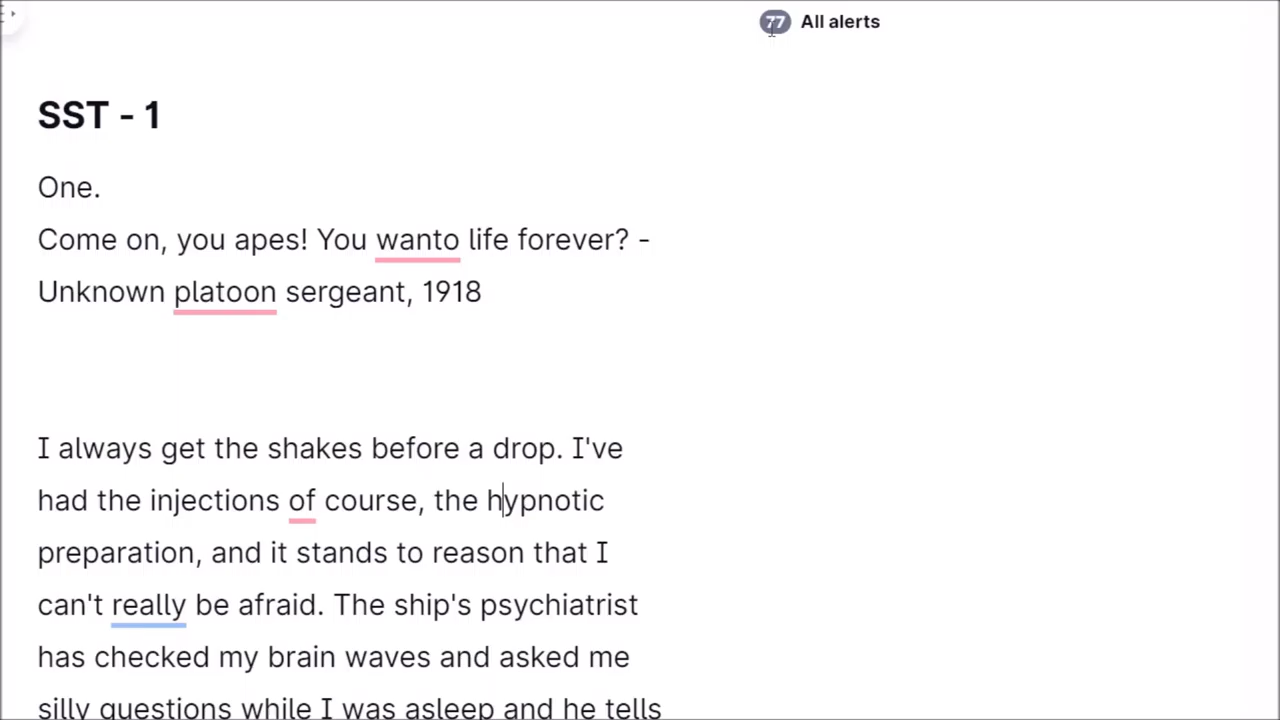 77 All alerts
SST - 1
One.
Come on, you apes! You wanto life forever? -
Unknown platoon sergeant, 1918
I always get the shakes before a drop. I've
had the injections of course, the hypnotic
preparation, and it stands to reason that I
can't really be afraid. The ship's psychiatrist
has checked my brain waves and asked me
silly questions while I was asleep and he tells